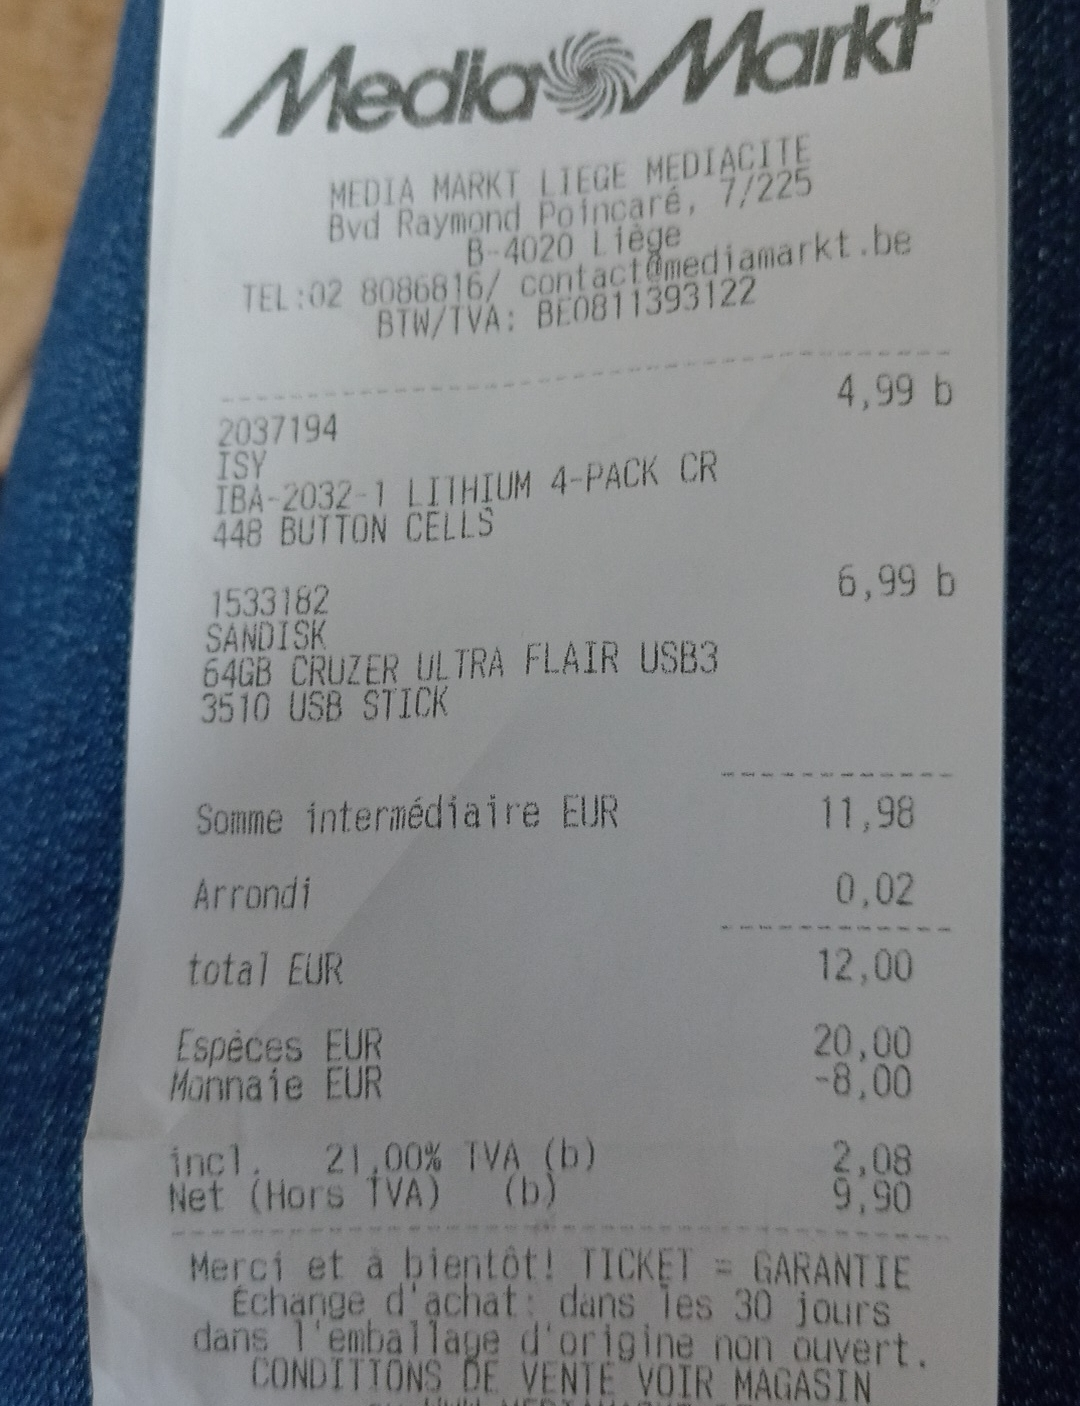 Media Markt
MEDIA MARKT LIEGE MEDIACITE
Bvd Raymond Poincaré, 7/225
B-4020 Liège
TEL:02 8086816/ contact@mediamarkt.be
BTW/TVA: BE0811393122
4,99 b
2037194
ISY
IBA-2032-1 LITHIUM 4-PACK CR
448 BUTTON CELLS
6,99 b
1533182
SANDISK
64GB CRUZER ULTRA FLAIR USB3
3510 USB STICK
Somme intermédiaire EUR 11,98
Arrondi 0,02
total EUR 12,00
Espèces EUR 20,00
Monnaie EUR -8,00
incl. 21,00% TVA (b) 2,08
Net (Hors TVA) (b) 9,90
Merci et à bientôt! TICKET = GARANTIE
Échange d'achat: dans les 30 jours
dans l'emballage d'origine non ouvert.
CONDITIONS DE VENTE VOIR MAGASIN